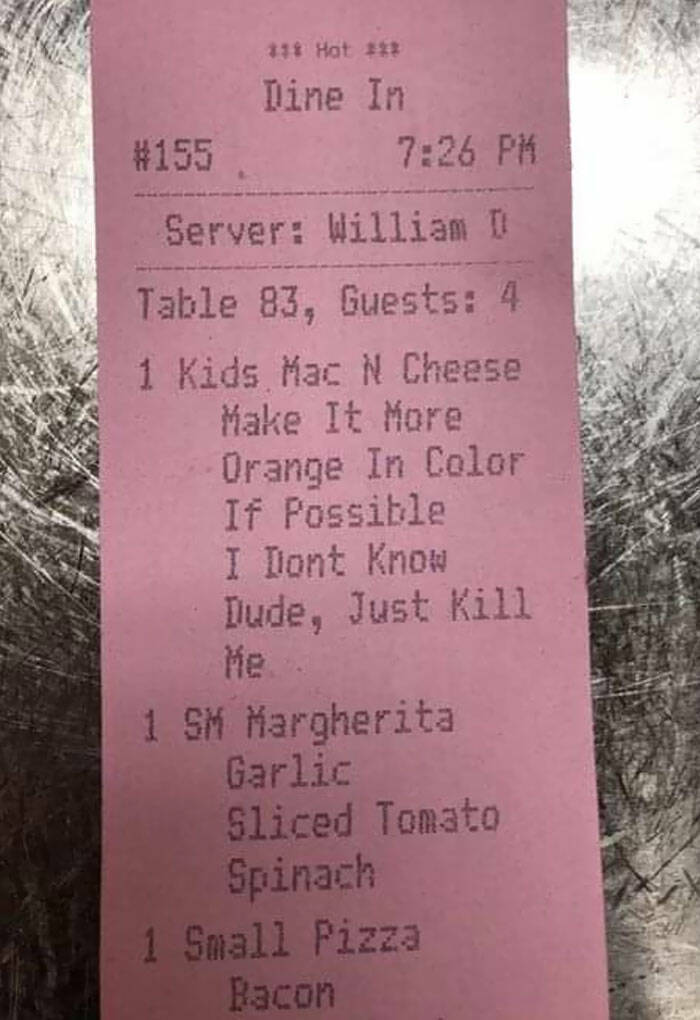 *** Hot ***
Dine In
#155 7:26 PM
Server: William D
Table 83, Guests: 4
1 Kids Mac N Cheese
Make It More
Orange In Color
If Possible
I Dont Know
Dude, Just Kill
Me
1 SM Margherita
Garlic
Sliced Tomato
Spinach
1 Small Pizza
Bacon